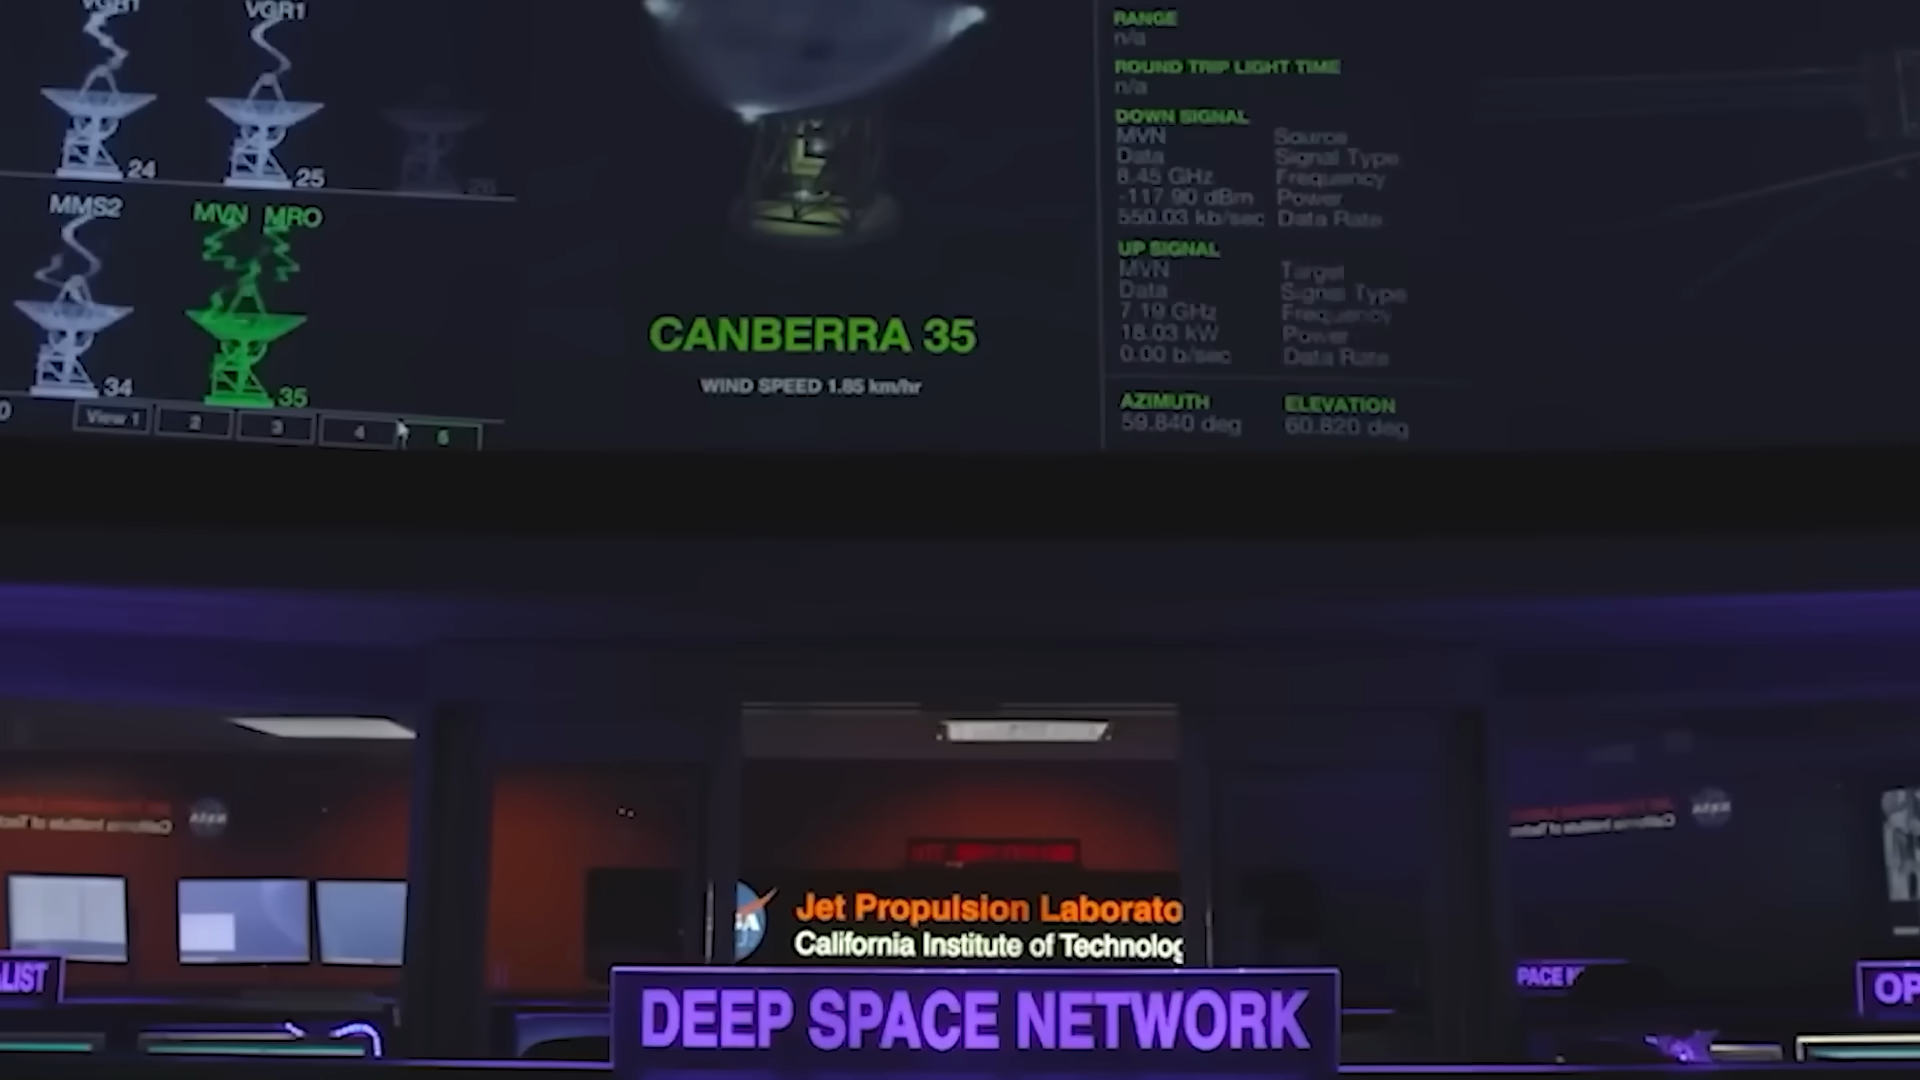 VGR1
24
25
MMS2
MVN MRO
34
35
0
View 1
2
3
4
5
CANBERRA 35
WIND SPEED 1.85 km/hr
RANGE
n/a
ROUND TRIP LIGHT TIME
n/a
DOWN SIGNAL
MVN Source
Data Signal Type
8.45 GHz Frequency
-117.90 dBm Power
550.03 kb/sec Data Rate
UP SIGNAL
MVN Target
Data Signal Type
7.19 GHz Frequency
18.03 kW Power
0.00 b/sec Data Rate
AZIMUTH ELEVATION
59.840 deg 60.820 deg
Jet Propulsion Laborato
California Institute of Technolog
LIST
DEEP SPACE NETWORK
PACE
OP